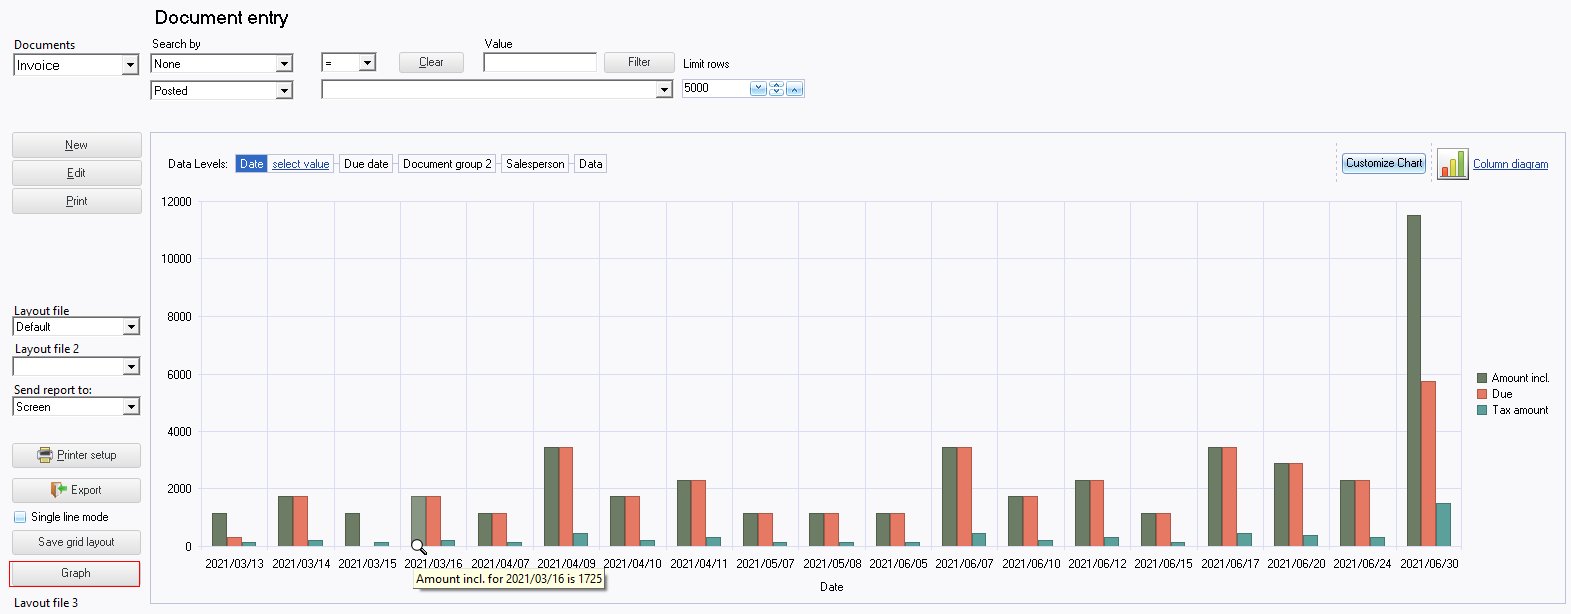 Document entry
Documents
Search by
Value
Invoice
None
=
Clear
Filter
Limit rows
Posted
5000
New
Edit
Print
Layout file
Default
Layout file 2
Send report to:
Screen
Printer setup
Export
Single line mode
Save grid layout
Graph
Layout file 3
Data Levels: Date select value Due date Document group 2 Salesperson Data
Customize Chart
Column diagram
12000
10000
8000
6000
4000
2000
0
2021/03/13 2021/03/14 2021/03/15 2021/03/16 2021/04/07 2021/04/09 2021/04/10 2021/04/11 2021/05/07 2021/05/08 2021/06/05 2021/06/07 2021/06/10 2021/06/12 2021/06/15 2021/06/17 2021/06/20 2021/06/24 2021/06/30
Amount incl. for 2021/03/16 is 1725
Date
Amount incl.
Due
Tax amount